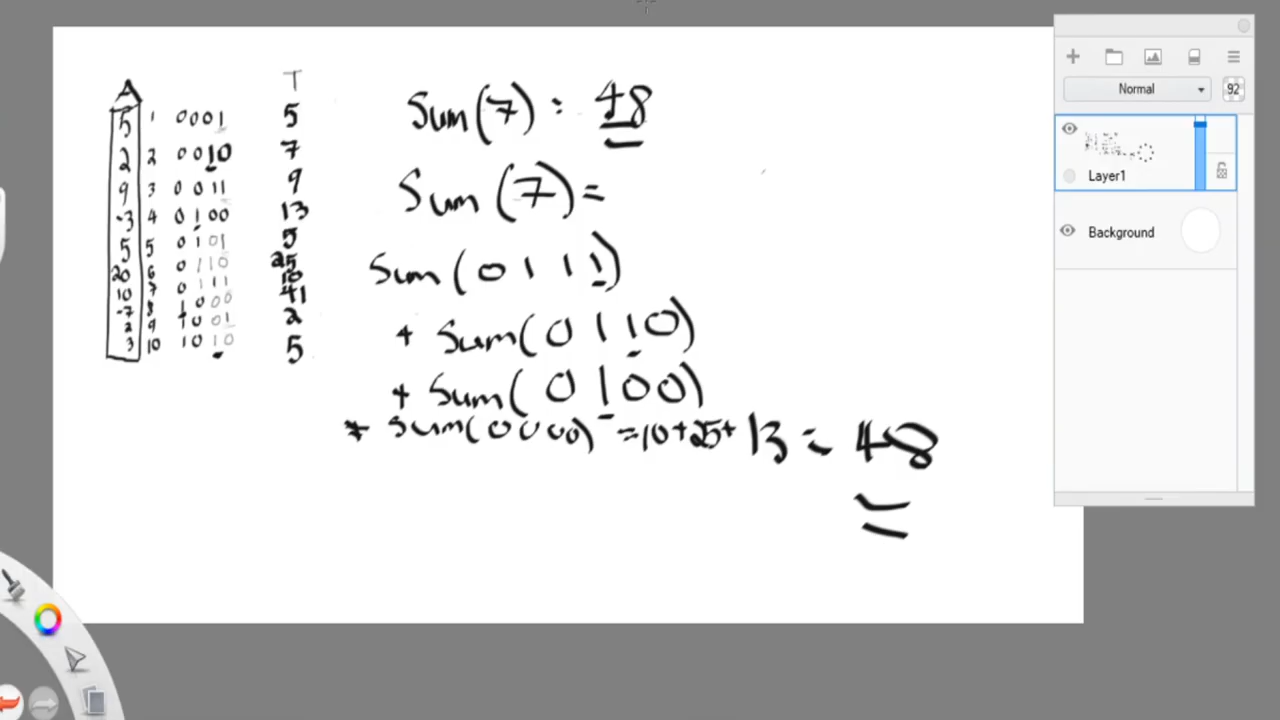 A T
5 1 0001 5
2 2 0010 7
9 3 0011 9
-3 4 0100 13
5 5 0101 5
20 6 0110 25
10 7 0111 10
-7 8 1000 41
2 9 1001 2
3 10 1010 5
Sum(7) = 48
Sum(7)=
Sum(0111)
+ Sum(0110)
+ Sum(0100)
+ Sum(0000) =10+25+13 = 48
Normal 92
Layer1
Background